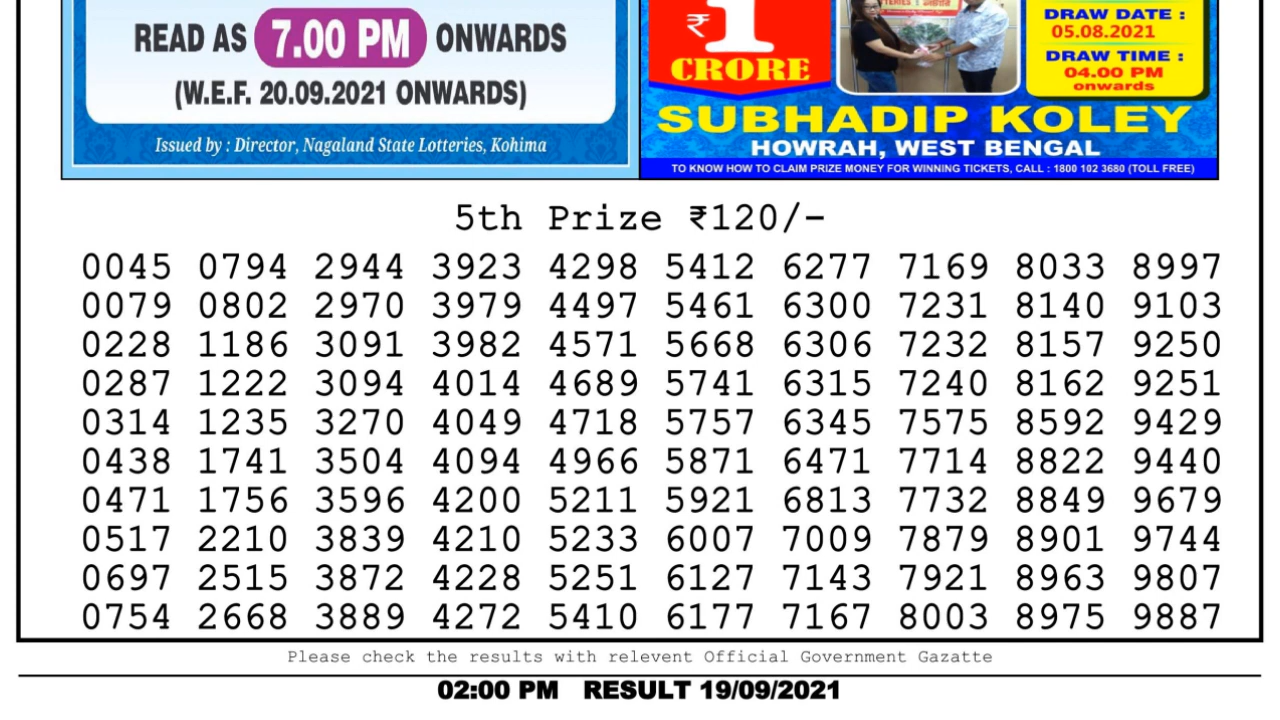 READ AS 7.00 PM ONWARDS
(W.E.F. 20.09.2021 ONWARDS)
Issued by : Director, Nagaland State Lotteries, Kohima
₹1
CRORE
DRAW DATE :
05.08.2021
DRAW TIME :
04.00 PM
onwards
SUBHADIP KOLEY
HOWRAH, WEST BENGAL
TO KNOW HOW TO CLAIM PRIZE MONEY FOR WINNING TICKETS, CALL : 1800 102 3680 (TOLL FREE)
5th Prize ₹120/-
0045 0794 2944 3923 4298 5412 6277 7169 8033 8997
0079 0802 2970 3979 4497 5461 6300 7231 8140 9103
0228 1186 3091 3982 4571 5668 6306 7232 8157 9250
0287 1222 3094 4014 4689 5741 6315 7240 8162 9251
0314 1235 3270 4049 4718 5757 6345 7575 8592 9429
0438 1741 3504 4094 4966 5871 6471 7714 8822 9440
0471 1756 3596 4200 5211 5921 6813 7732 8849 9679
0517 2210 3839 4210 5233 6007 7009 7879 8901 9744
0697 2515 3872 4228 5251 6127 7143 7921 8963 9807
0754 2668 3889 4272 5410 6177 7167 8003 8975 9887
Please check the results with relevent Official Government Gazatte
02:00 PM RESULT 19/09/2021